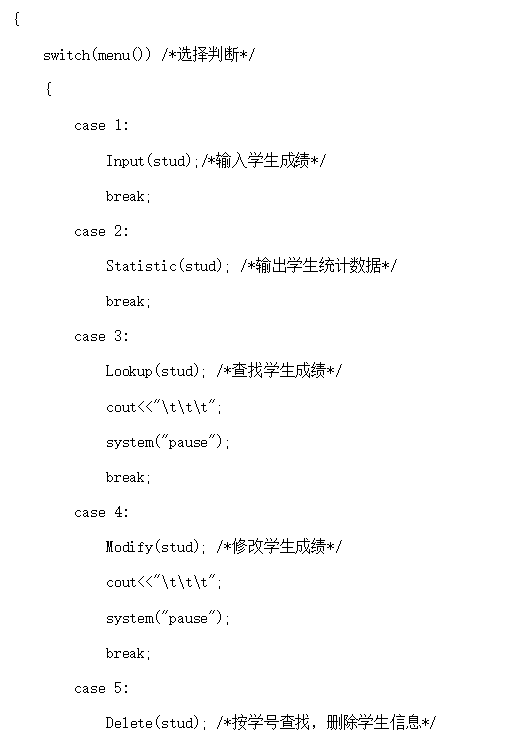 {
switch(menu()) /*选择判断*/
{
case 1:
Input(stud);/*输入学生成绩*/
break;
case 2:
Statistic(stud); /*输出学生统计数据*/
break;
case 3:
Lookup(stud); /*查找学生成绩*/
cout<<"\t\t\t";
system("pause");
break;
case 4:
Modify(stud); /*修改学生成绩*/
cout<<"\t\t\t";
system("pause");
break;
case 5:
Delete(stud); /*按学号查找，删除学生信息*/